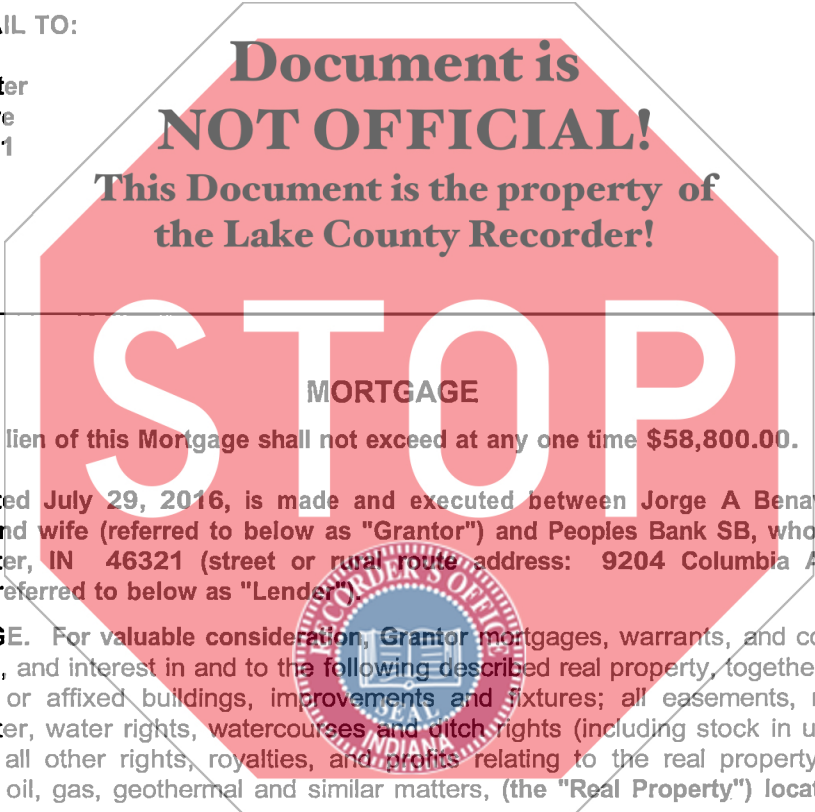 AIL TO:
ter
e
1
Document is
NOT OFFICIAL!
This Document is the property of
the Lake County Recorder!
STOP
MORTGAGE
lien of this Mortgage shall not exceed at any one time $58,800.00.
ted July 29, 2016, is made and executed between Jorge A Bena
nd wife (referred to below as "Grantor") and Peoples Bank SB, who
ter, IN 46321 (street or rural route address: 9204 Columbia A
referred to below as "Lender").
GE. For valuable consideration, Grantor mortgages, warrants, and co
, and interest in and to the following described real property, togethe
or affixed buildings, improvements and fixtures; all easements,
ter, water rights, watercourses and ditch rights (including stock in u
all other rights, royalties, and profits relating to the real property
oil, gas, geothermal and similar matters, (the "Real Property") locat
RECORDER'S OFFICE
SEAL
INDIANA